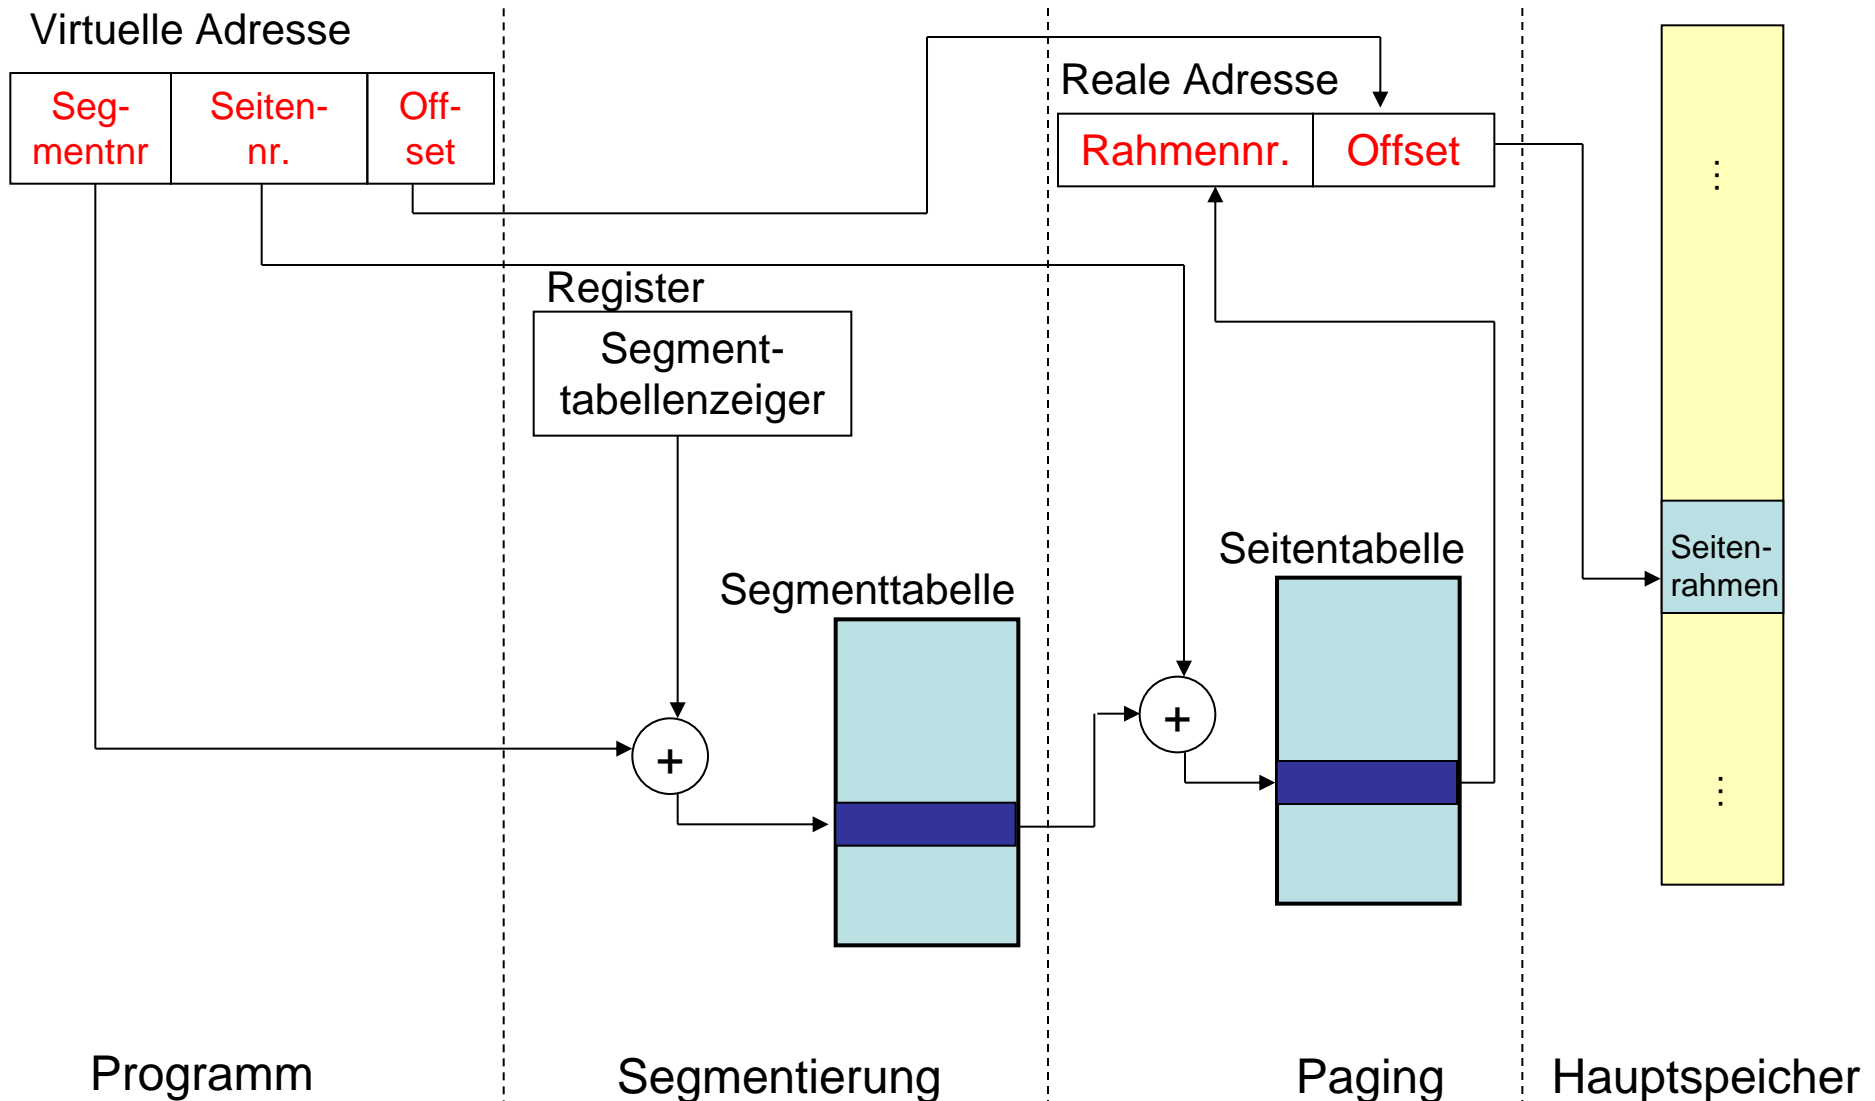 Virtuelle Adresse
Seg-
mentnr
Seiten-
nr.
Off-
set
Reale Adresse
Rahmennr.
Offset
⋮
Register
Segment-
tabellenzeiger
Seitentabelle
Seiten-
rahmen
Segmenttabelle
+
+
⋮
Programm
Segmentierung
Paging
Hauptspeicher